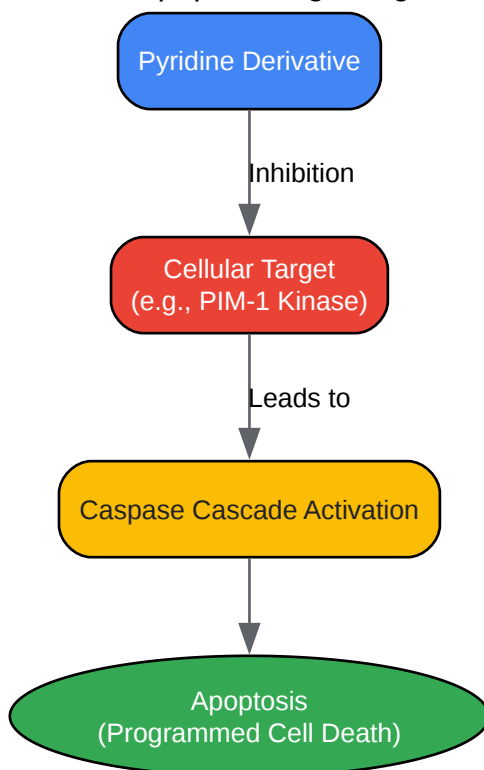 Pyridine Derivative
Inhibition
Cellular Target
(e.g., PIM-1 Kinase)
Leads to
Caspase Cascade Activation
Apoptosis
(Programmed Cell Death)